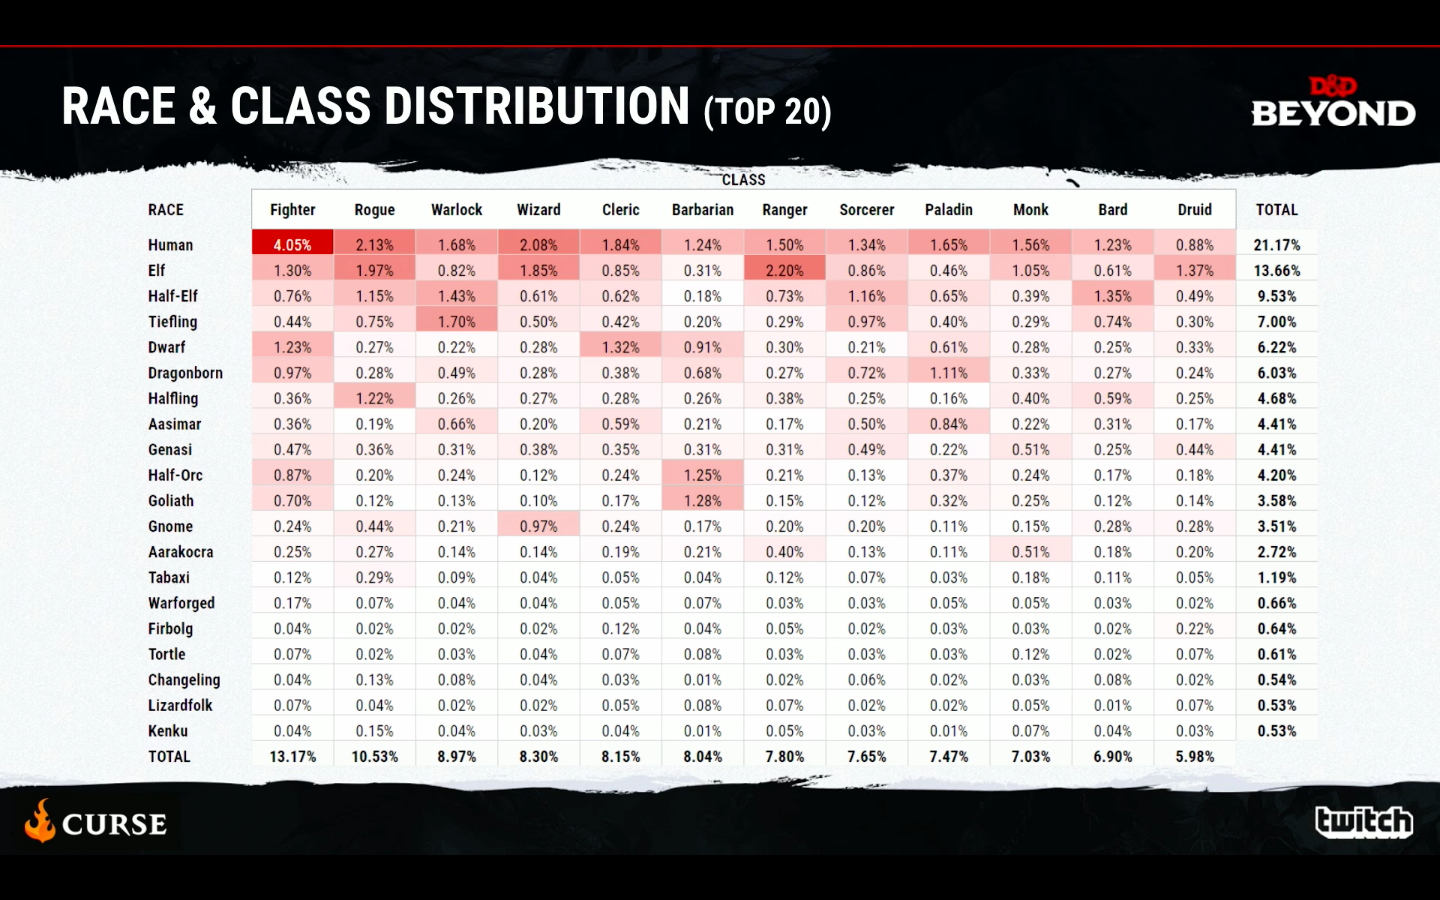 RACE & CLASS DISTRIBUTION (TOP 20)
D&D
BEYOND
CLASS
RACE Fighter Rogue Warlock Wizard Cleric Barbarian Ranger Sorcerer Paladin Monk Bard Druid TOTAL
Human 4.05% 2.13% 1.68% 2.08% 1.84% 1.24% 1.50% 1.34% 1.65% 1.56% 1.23% 0.88% 21.17%
Elf 1.30% 1.97% 0.82% 1.85% 0.85% 0.31% 2.20% 0.86% 0.46% 1.05% 0.61% 1.37% 13.66%
Half-Elf 0.76% 1.15% 1.43% 0.61% 0.62% 0.18% 0.73% 1.16% 0.65% 0.39% 1.35% 0.49% 9.53%
Tiefling 0.44% 0.75% 1.70% 0.50% 0.42% 0.20% 0.29% 0.97% 0.40% 0.29% 0.74% 0.30% 7.00%
Dwarf 1.23% 0.27% 0.22% 0.28% 1.32% 0.91% 0.30% 0.21% 0.61% 0.28% 0.25% 0.33% 6.22%
Dragonborn 0.97% 0.28% 0.49% 0.28% 0.38% 0.68% 0.27% 0.72% 1.11% 0.33% 0.27% 0.24% 6.03%
Halfling 0.36% 1.22% 0.26% 0.27% 0.28% 0.26% 0.38% 0.25% 0.16% 0.40% 0.59% 0.25% 4.68%
Aasimar 0.36% 0.19% 0.66% 0.20% 0.59% 0.21% 0.17% 0.50% 0.84% 0.22% 0.31% 0.17% 4.41%
Genasi 0.47% 0.36% 0.31% 0.38% 0.35% 0.31% 0.31% 0.49% 0.22% 0.51% 0.25% 0.44% 4.41%
Half-Orc 0.87% 0.20% 0.24% 0.12% 0.24% 1.25% 0.21% 0.13% 0.37% 0.24% 0.17% 0.18% 4.20%
Goliath 0.70% 0.12% 0.13% 0.10% 0.17% 1.28% 0.15% 0.12% 0.32% 0.25% 0.12% 0.14% 3.58%
Gnome 0.24% 0.44% 0.21% 0.97% 0.24% 0.17% 0.20% 0.20% 0.11% 0.15% 0.28% 0.28% 3.51%
Aarakocra 0.25% 0.27% 0.14% 0.14% 0.19% 0.21% 0.40% 0.13% 0.11% 0.51% 0.18% 0.20% 2.72%
Tabaxi 0.12% 0.29% 0.09% 0.04% 0.05% 0.04% 0.12% 0.07% 0.03% 0.18% 0.11% 0.05% 1.19%
Warforged 0.17% 0.07% 0.04% 0.04% 0.05% 0.07% 0.03% 0.03% 0.05% 0.05% 0.03% 0.02% 0.66%
Firbolg 0.04% 0.02% 0.02% 0.02% 0.12% 0.04% 0.05% 0.02% 0.03% 0.03% 0.02% 0.22% 0.64%
Tortle 0.07% 0.02% 0.03% 0.04% 0.07% 0.08% 0.03% 0.03% 0.03% 0.12% 0.02% 0.07% 0.61%
Changeling 0.04% 0.13% 0.08% 0.04% 0.03% 0.01% 0.02% 0.06% 0.02% 0.03% 0.08% 0.02% 0.54%
Lizardfolk 0.07% 0.04% 0.02% 0.02% 0.05% 0.08% 0.07% 0.02% 0.02% 0.05% 0.01% 0.07% 0.53%
Kenku 0.04% 0.15% 0.04% 0.03% 0.04% 0.01% 0.05% 0.03% 0.01% 0.07% 0.04% 0.03% 0.53%
TOTAL 13.17% 10.53% 8.97% 8.30% 8.15% 8.04% 7.80% 7.65% 7.47% 7.03% 6.90% 5.98%
CURSE
twitch